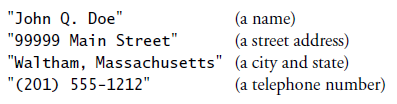 "John Q. Doe" (a name)
"99999 Main Street" (a street address)
"Waltham, Massachusetts" (a city and state)
"(201) 555-1212" (a telephone number)